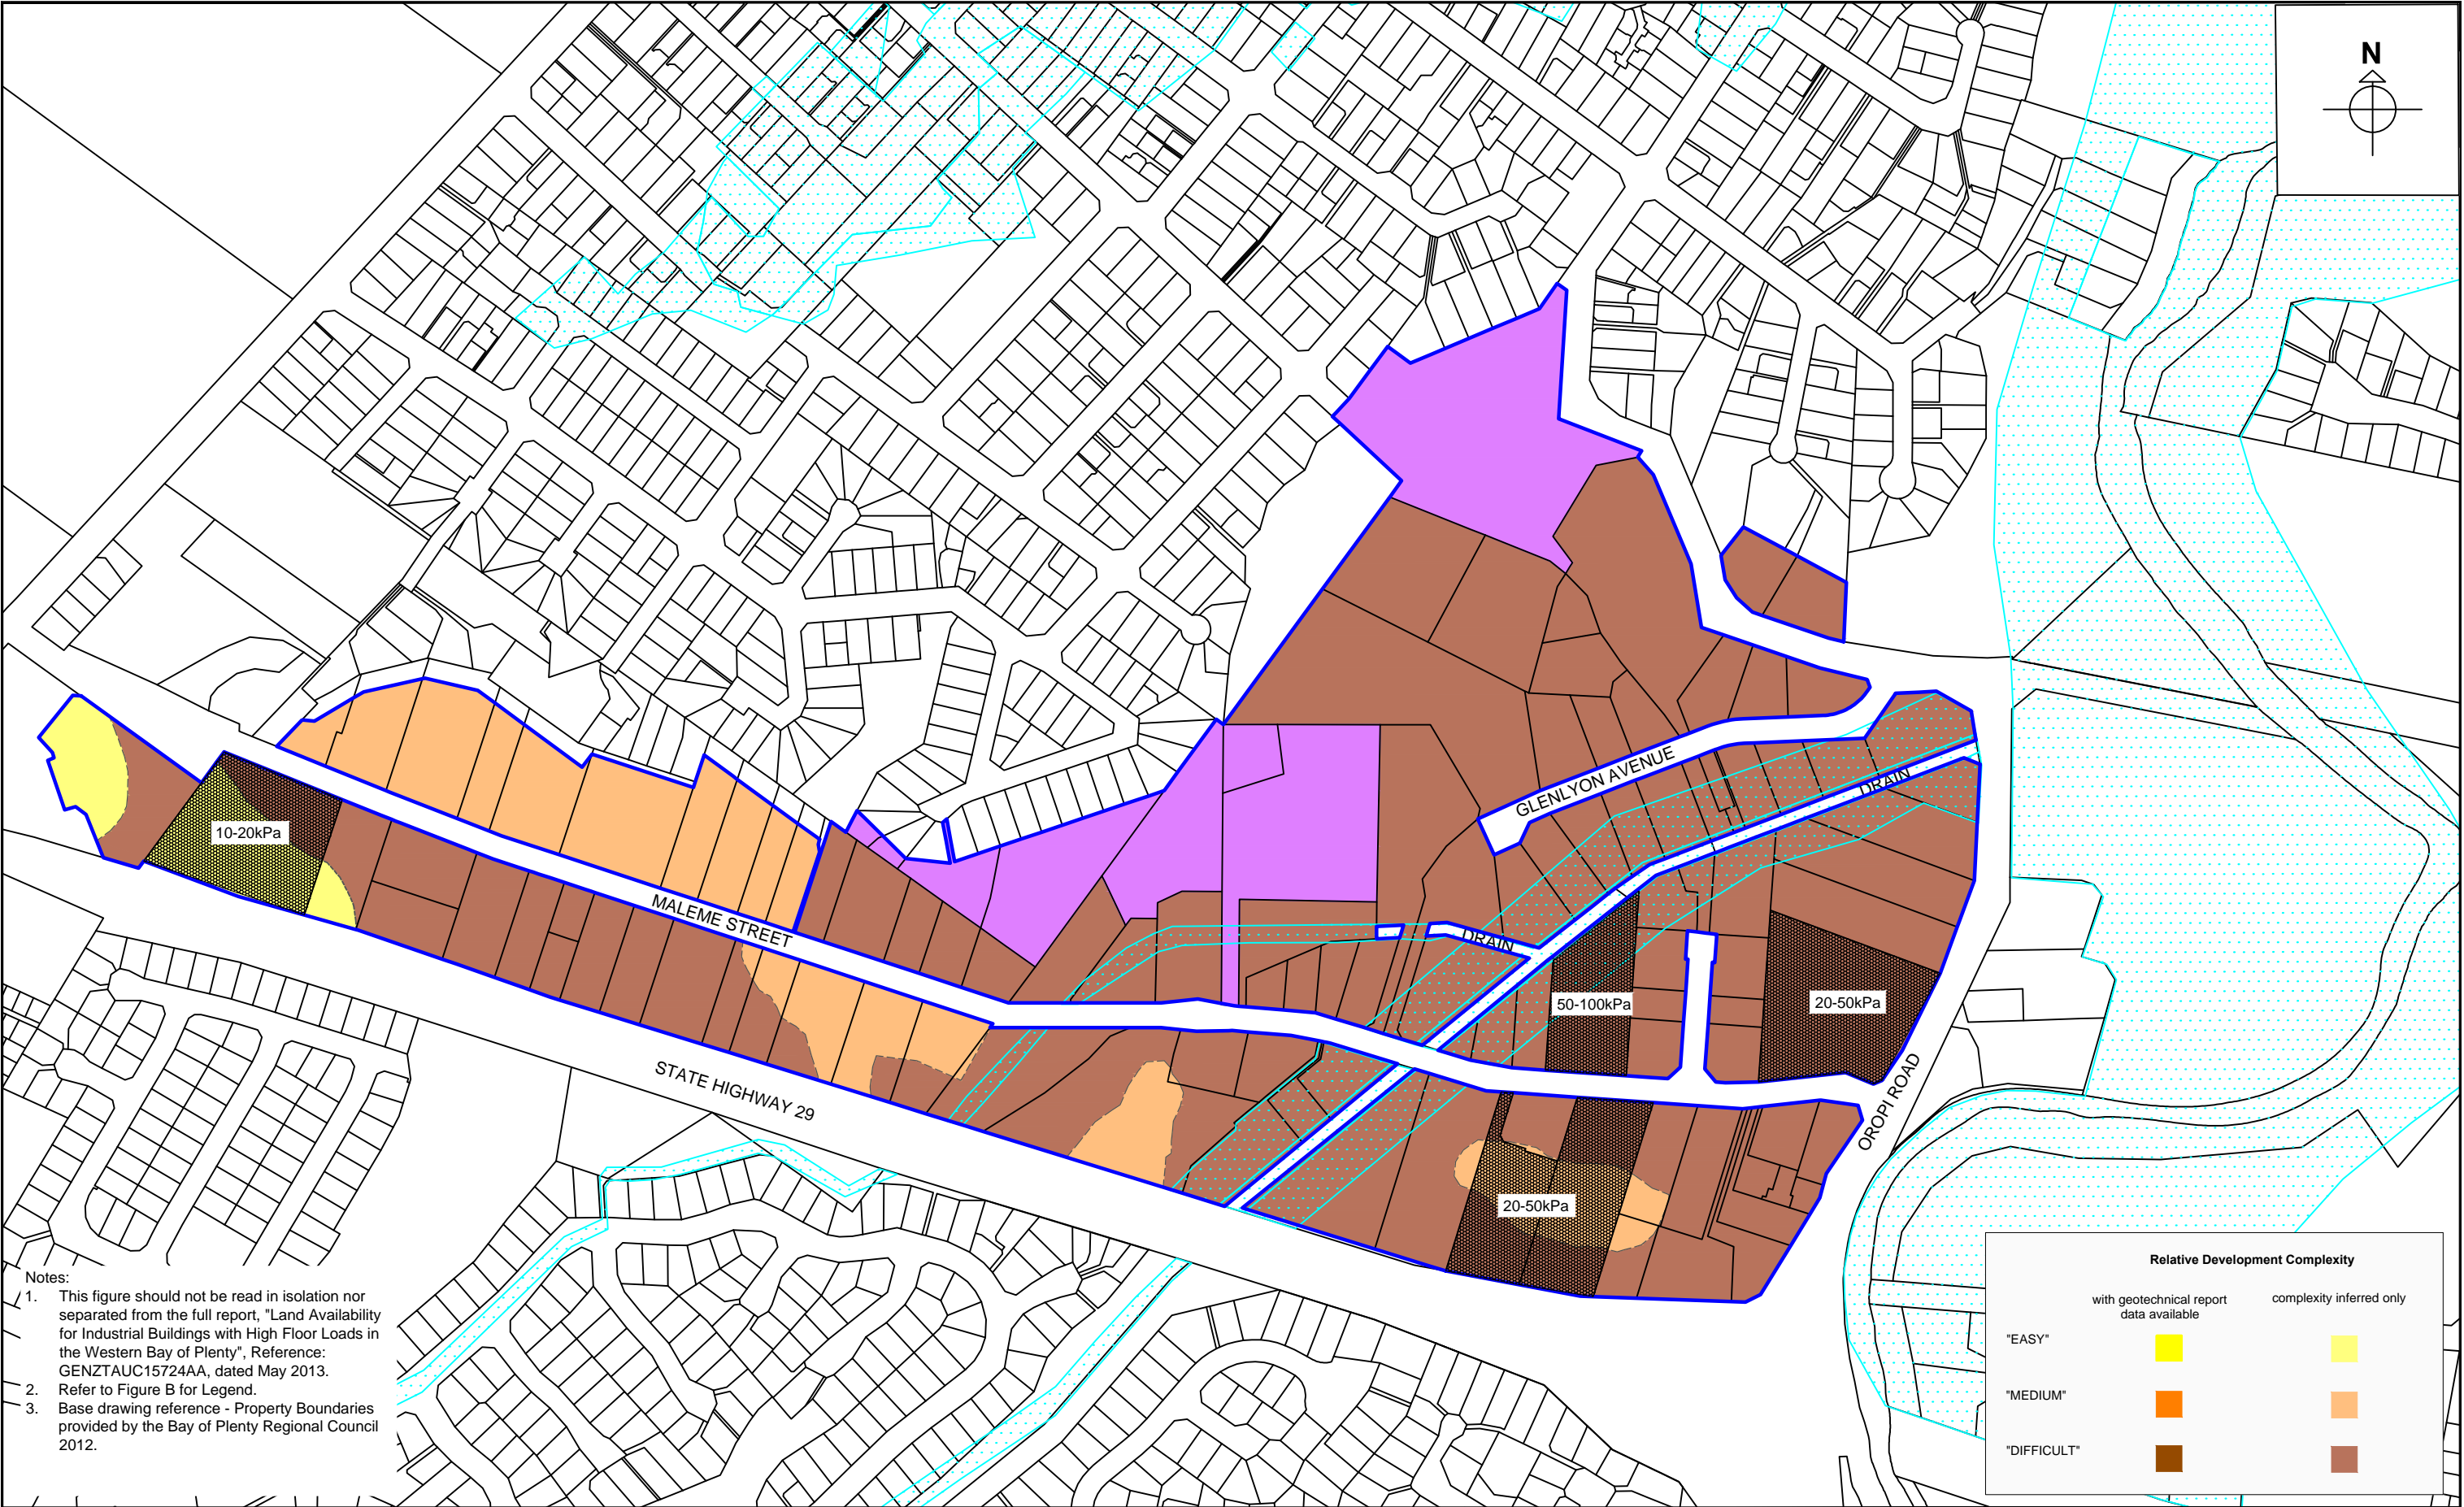 N
10-20kPa
GLENLYON AVENUE
DRAIN
MALEME STREET
DRAIN
50-100kPa
20-50kPa
STATE HIGHWAY 29
OROPI ROAD
20-50kPa
Notes:
1. This figure should not be read in isolation nor
separated from the full report, "Land Availability
for Industrial Buildings with High Floor Loads in
the Western Bay of Plenty", Reference:
GENZTAUC15724AA, dated May 2013.
2. Refer to Figure B for Legend.
3. Base drawing reference - Property Boundaries
provided by the Bay of Plenty Regional Council
2012.
Relative Development Complexity
with geotechnical report
data available
complexity inferred only
"EASY"
"MEDIUM"
"DIFFICULT"